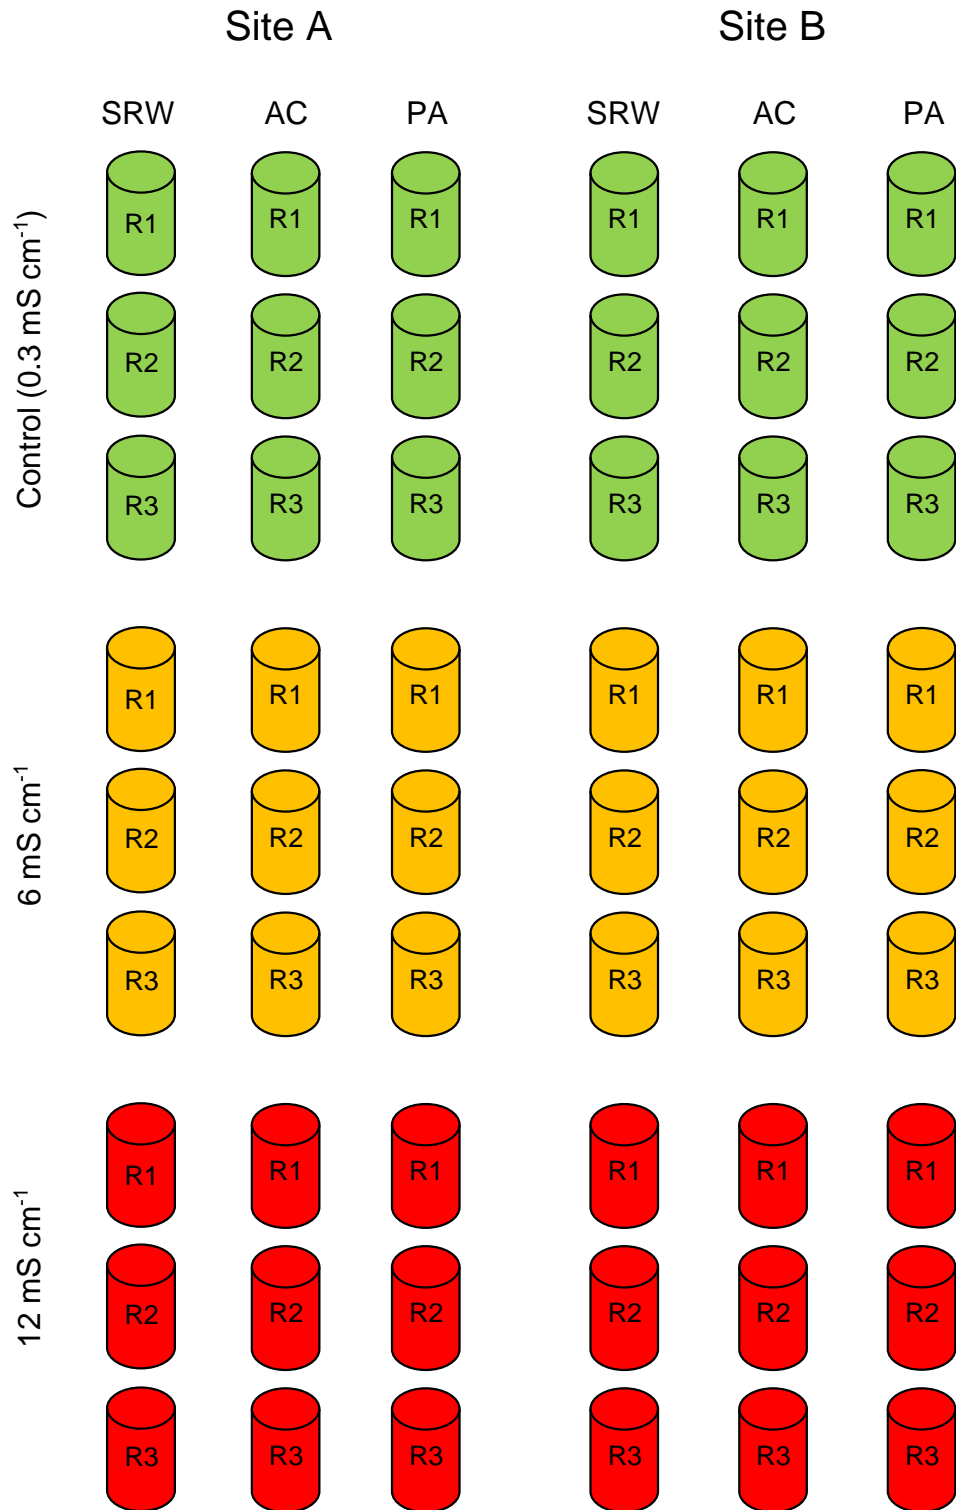 Site A Site B
SRW AC PA SRW AC PA
Control (0.3 mS cm⁻¹)
R1 R1 R1 R1 R1 R1
R2 R2 R2 R2 R2 R2
R3 R3 R3 R3 R3 R3
6 mS cm⁻¹
R1 R1 R1 R1 R1 R1
R2 R2 R2 R2 R2 R2
R3 R3 R3 R3 R3 R3
12 mS cm⁻¹
R1 R1 R1 R1 R1 R1
R2 R2 R2 R2 R2 R2
R3 R3 R3 R3 R3 R3